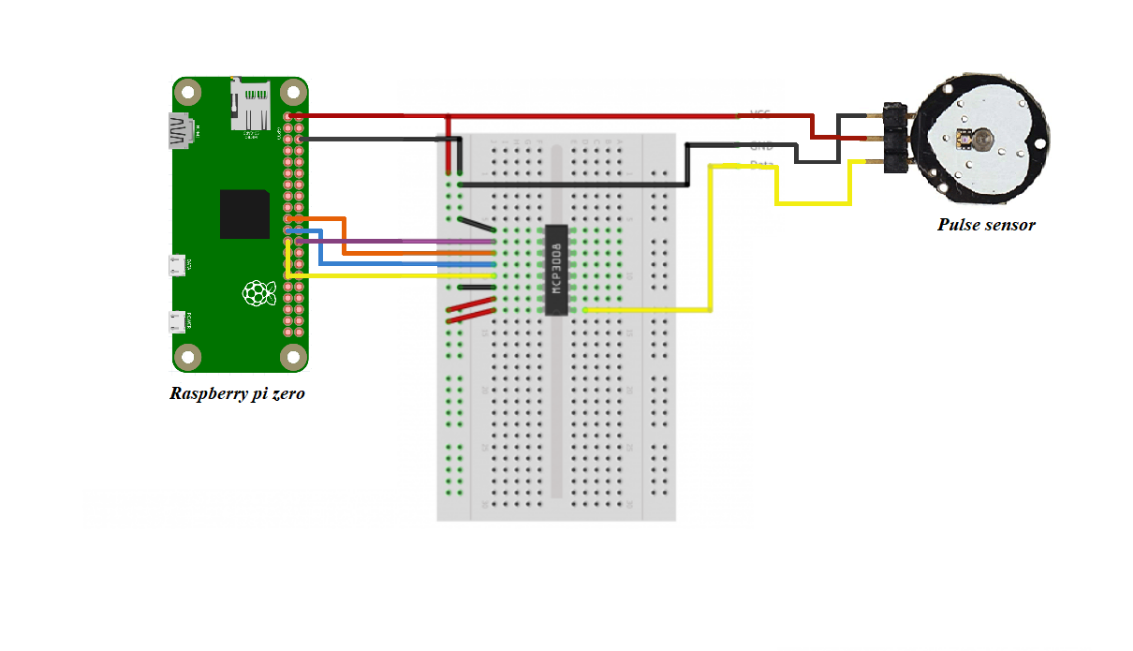 VCC
GND
Data
MCP3008
Pulse sensor
Raspberry pi zero